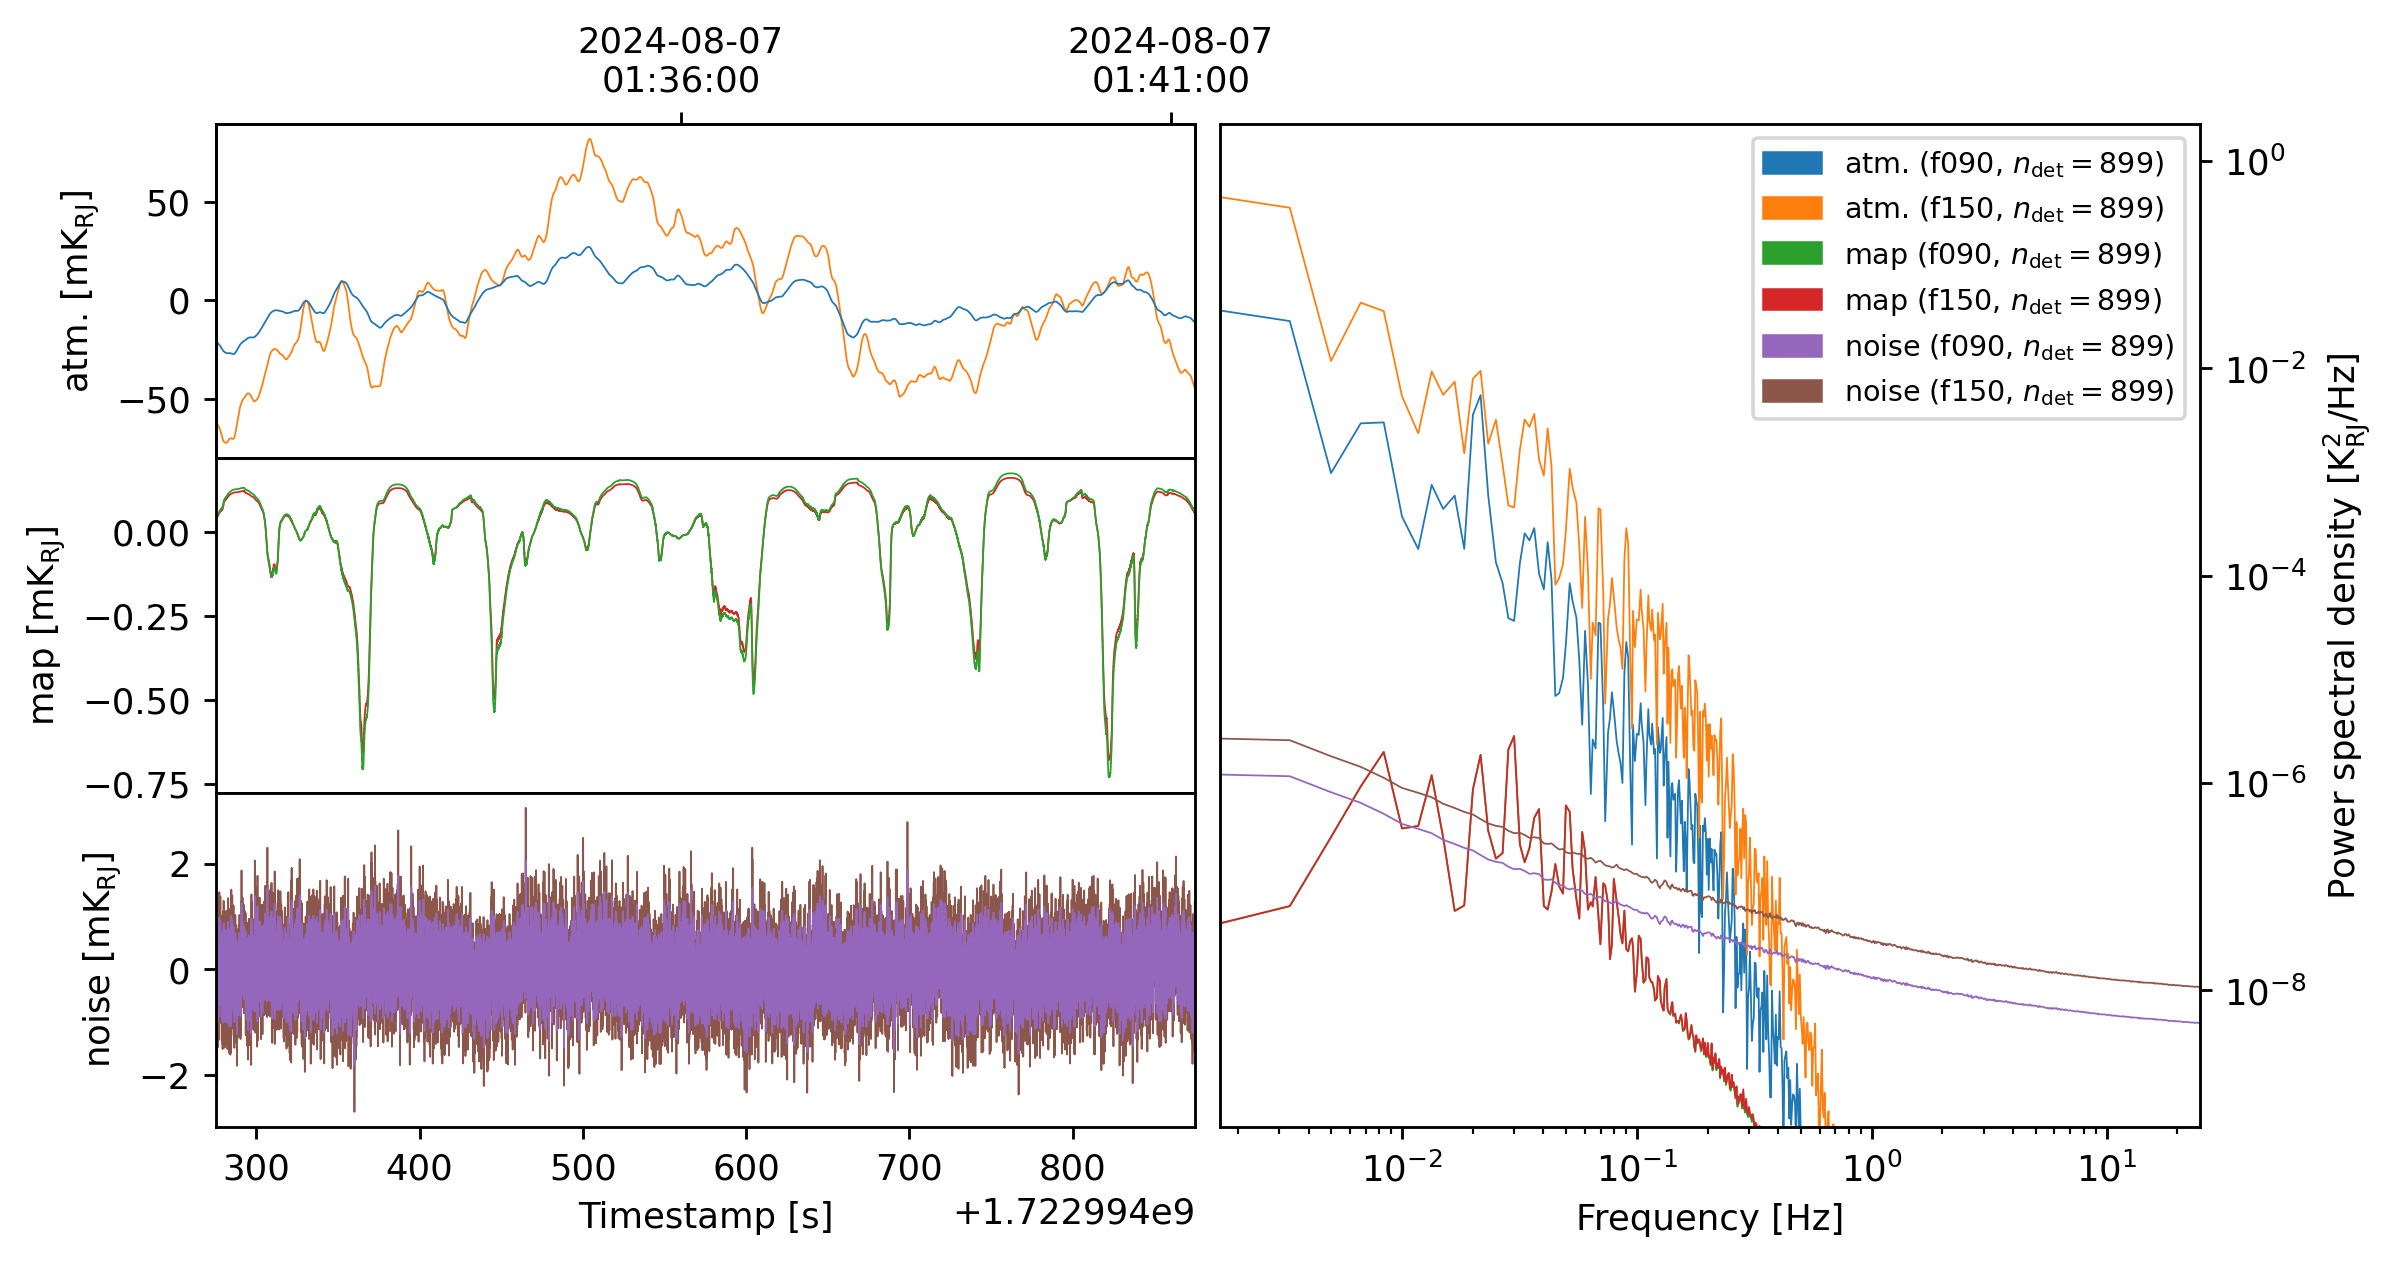 2024-08-07
01:36:00
2024-08-07
01:41:00
atm. [mK_RJ]
50
0
−50
map [mK_RJ]
0.00
−0.25
−0.50
−0.75
noise [mK_RJ]
2
0
−2
300 400 500 600 700 800
Timestamp [s]
+1.722994e9
atm. (f090, n_det = 899)
atm. (f150, n_det = 899)
map (f090, n_det = 899)
map (f150, n_det = 899)
noise (f090, n_det = 899)
noise (f150, n_det = 899)
10^0
10^−2
10^−4
10^−6
10^−8
Power spectral density [K^2_RJ/Hz]
10^−2 10^−1 10^0 10^1
Frequency [Hz]